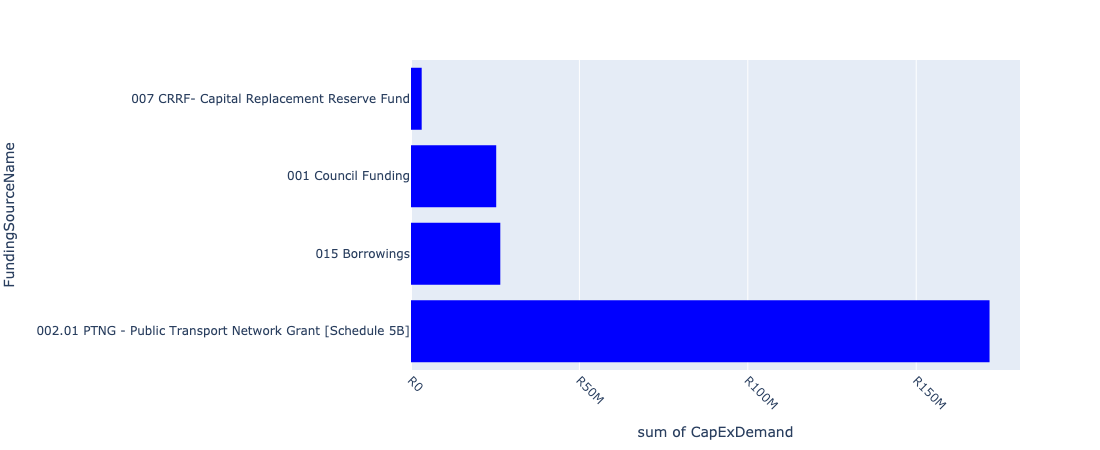 FundingSourceName
007 CRRF- Capital Replacement Reserve Fund
001 Council Funding
015 Borrowings
002.01 PTNG - Public Transport Network Grant [Schedule 5B]
R0
R50M
R100M
R150M
sum of CapExDemand